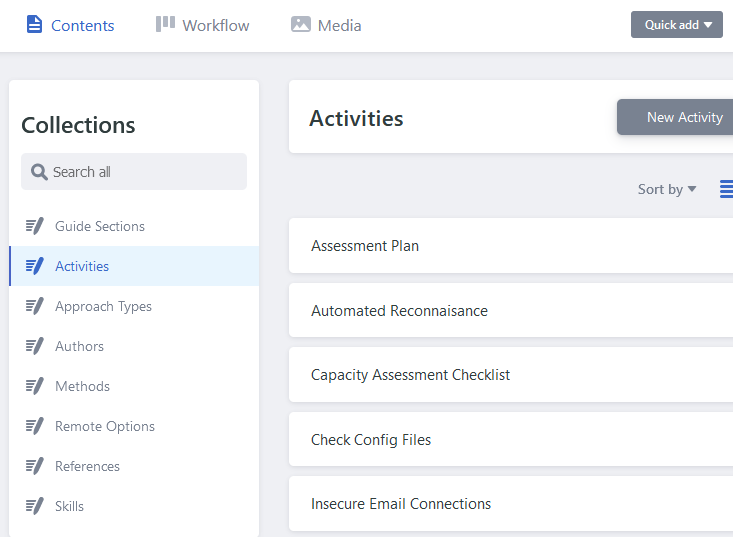 Contents
Workflow
Media
Quick add
Collections
Search all
Guide Sections
Activities
Approach Types
Authors
Methods
Remote Options
References
Skills
Activities
New Activity
Sort by
Assessment Plan
Automated Reconnaisance
Capacity Assessment Checklist
Check Config Files
Insecure Email Connections